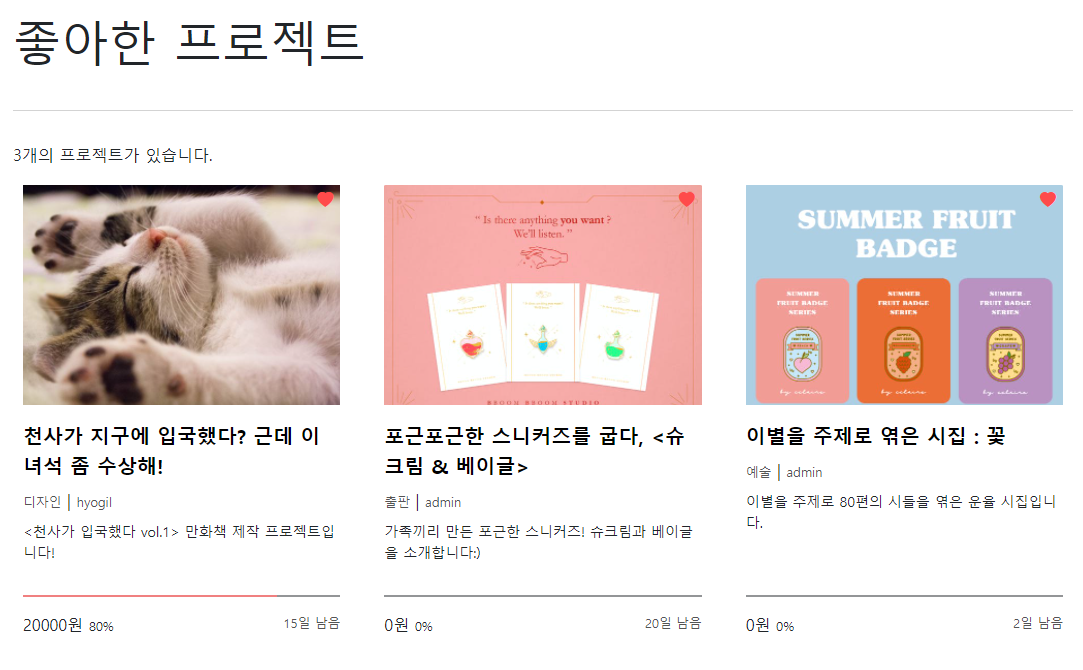 좋아한 프로젝트
3개의 프로젝트가 있습니다.
" Is there anything you want ?
We'll listen. "
BROOM BROOM STUDIO
SUMMER FRUIT
BADGE
SUMMER
FRUIT BADGE
SERIES
SUMMER
FRUIT BADGE
SERIES
SUMMER
FRUIT BADGE
SERIES
천사가 지구에 입국했다? 근데 이
녀석 좀 수상해!
디자인 | hyogil
<천사가 입국했다 vol.1> 만화책 제작 프로젝트입
니다!
20000원 80%
15일 남음
포근포근한 스니커즈를 굽다, <슈
크림 & 베이글>
출판 | admin
가족끼리 만든 포근한 스니커즈! 슈크림과 베이글
을 소개합니다:)
0원 0%
20일 남음
이별을 주제로 엮은 시집 : 꽃
예술 | admin
이별을 주제로 80편의 시들을 엮은 운율 시집입니
다.
0원 0%
2일 남음